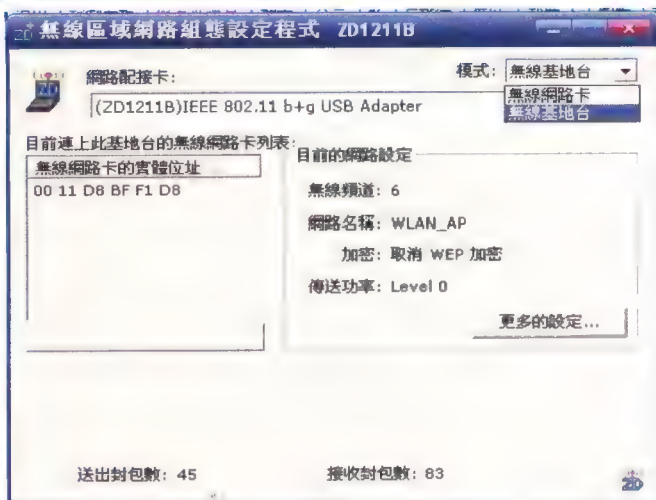 無線區域網路組態設定程式 ZD1211B
網路配接卡:
模式: 無線基地台
(ZD1211B)IEEE 802.11 b+g USB Adapter
無線網路卡
無線基地台
目前連上此基地台的無線網路卡列表:
無線網路卡的實體位址
00 11 D8 BF F1 D8
目前的網路設定
無線頻道: 6
網路名稱: WLAN_AP
加密: 取消 WEP 加密
傳送功率: Level 0
更多的設定...
送出封包數: 45
接收封包數: 83
ZD